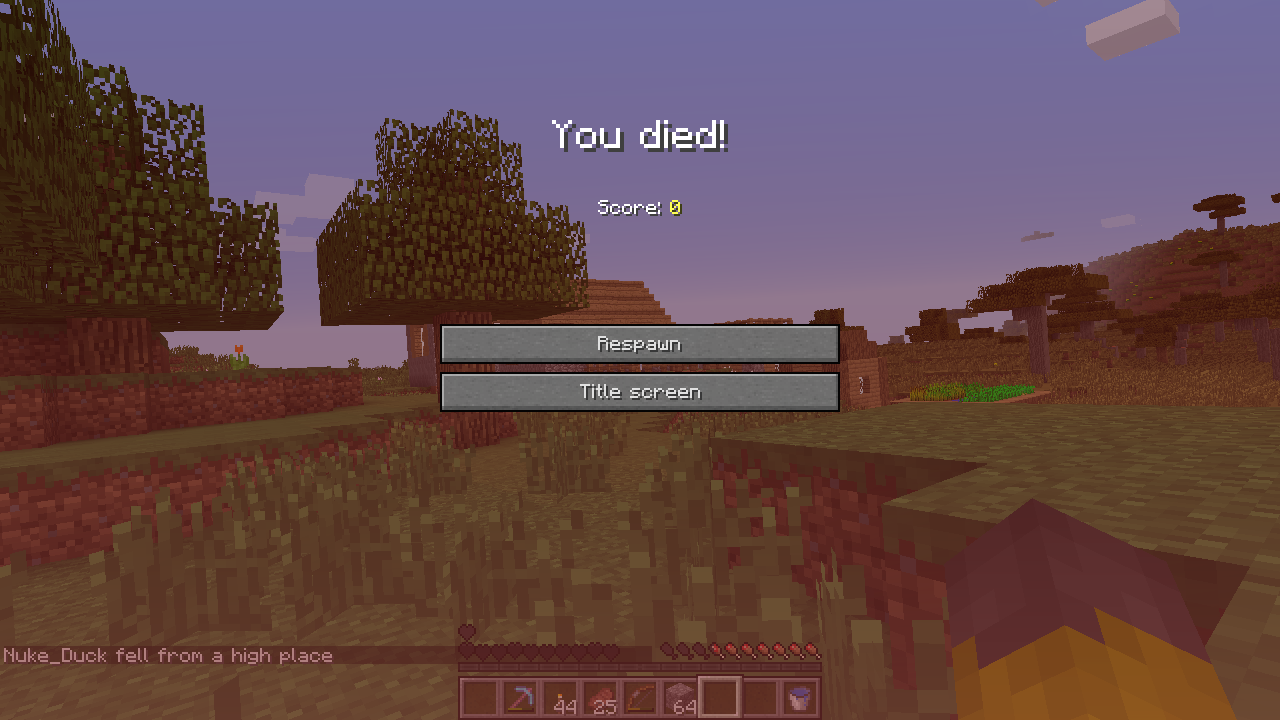 You died!
Score: 0
Respawn
Title screen
Nuke_Duck fell from a high place
44 25 64